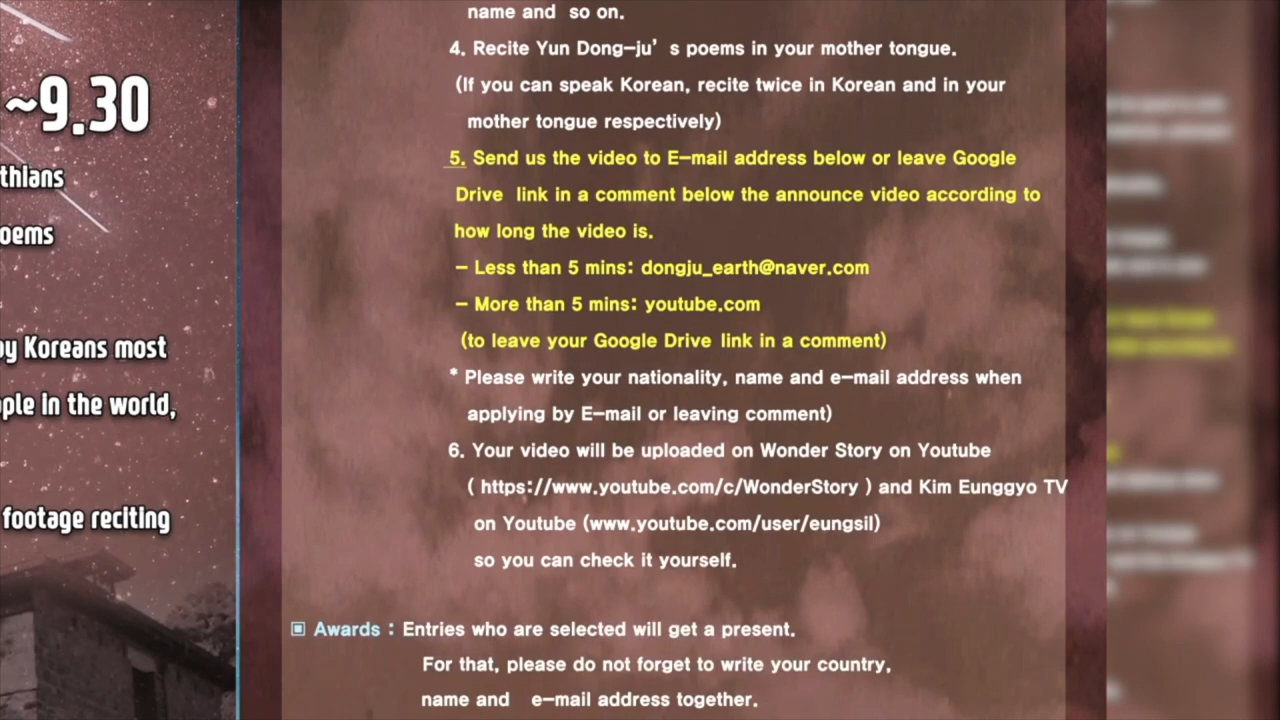 ~9.30
thians
oems
by Koreans most
ple in the world,
footage reciting
name and so on.
4. Recite Yun Dong-ju's poems in your mother tongue.
(If you can speak Korean, recite twice in Korean and in your
mother tongue respectively)
5. Send us the video to E-mail address below or leave Google
Drive link in a comment below the announce video according to
how long the video is.
- Less than 5 mins: dongju_earth@naver.com
- More than 5 mins: youtube.com
(to leave your Google Drive link in a comment)
* Please write your nationality, name and e-mail address when
applying by E-mail or leaving comment)
6. Your video will be uploaded on Wonder Story on Youtube
( https://www.youtube.com/c/WonderStory ) and Kim Eunggyo TV
on Youtube (www.youtube.com/user/eungsil)
so you can check it yourself.
▣ Awards : Entries who are selected will get a present.
For that, please do not forget to write your country,
name and e-mail address together.